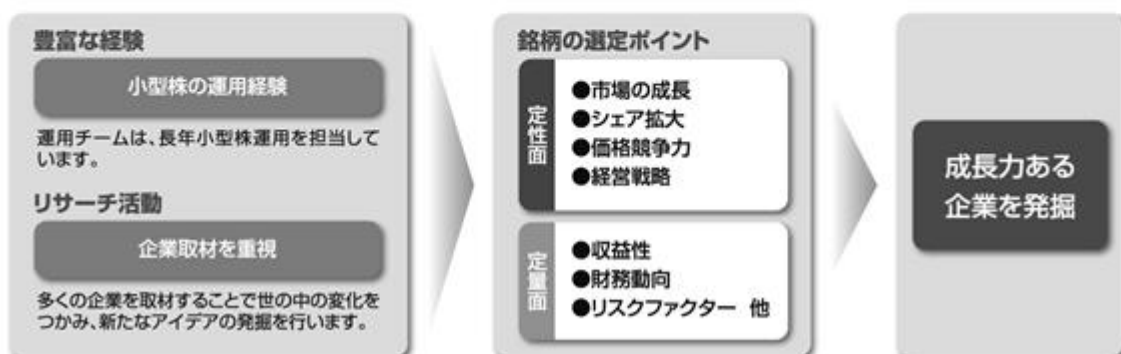 豊富な経験
小型株の運用経験
運用チームは、長年小型株運用を担当して
います。
リサーチ活動
企業取材を重視
多くの企業を取材することで世の中の変化を
つかみ、新たなアイデアの発掘を行います。
銘柄の選定ポイント
定性面
●市場の成長
●シェア拡大
●価格競争力
●経営戦略
定量面
●収益性
●財務動向
●リスクファクター 他
成長力ある
企業を発掘